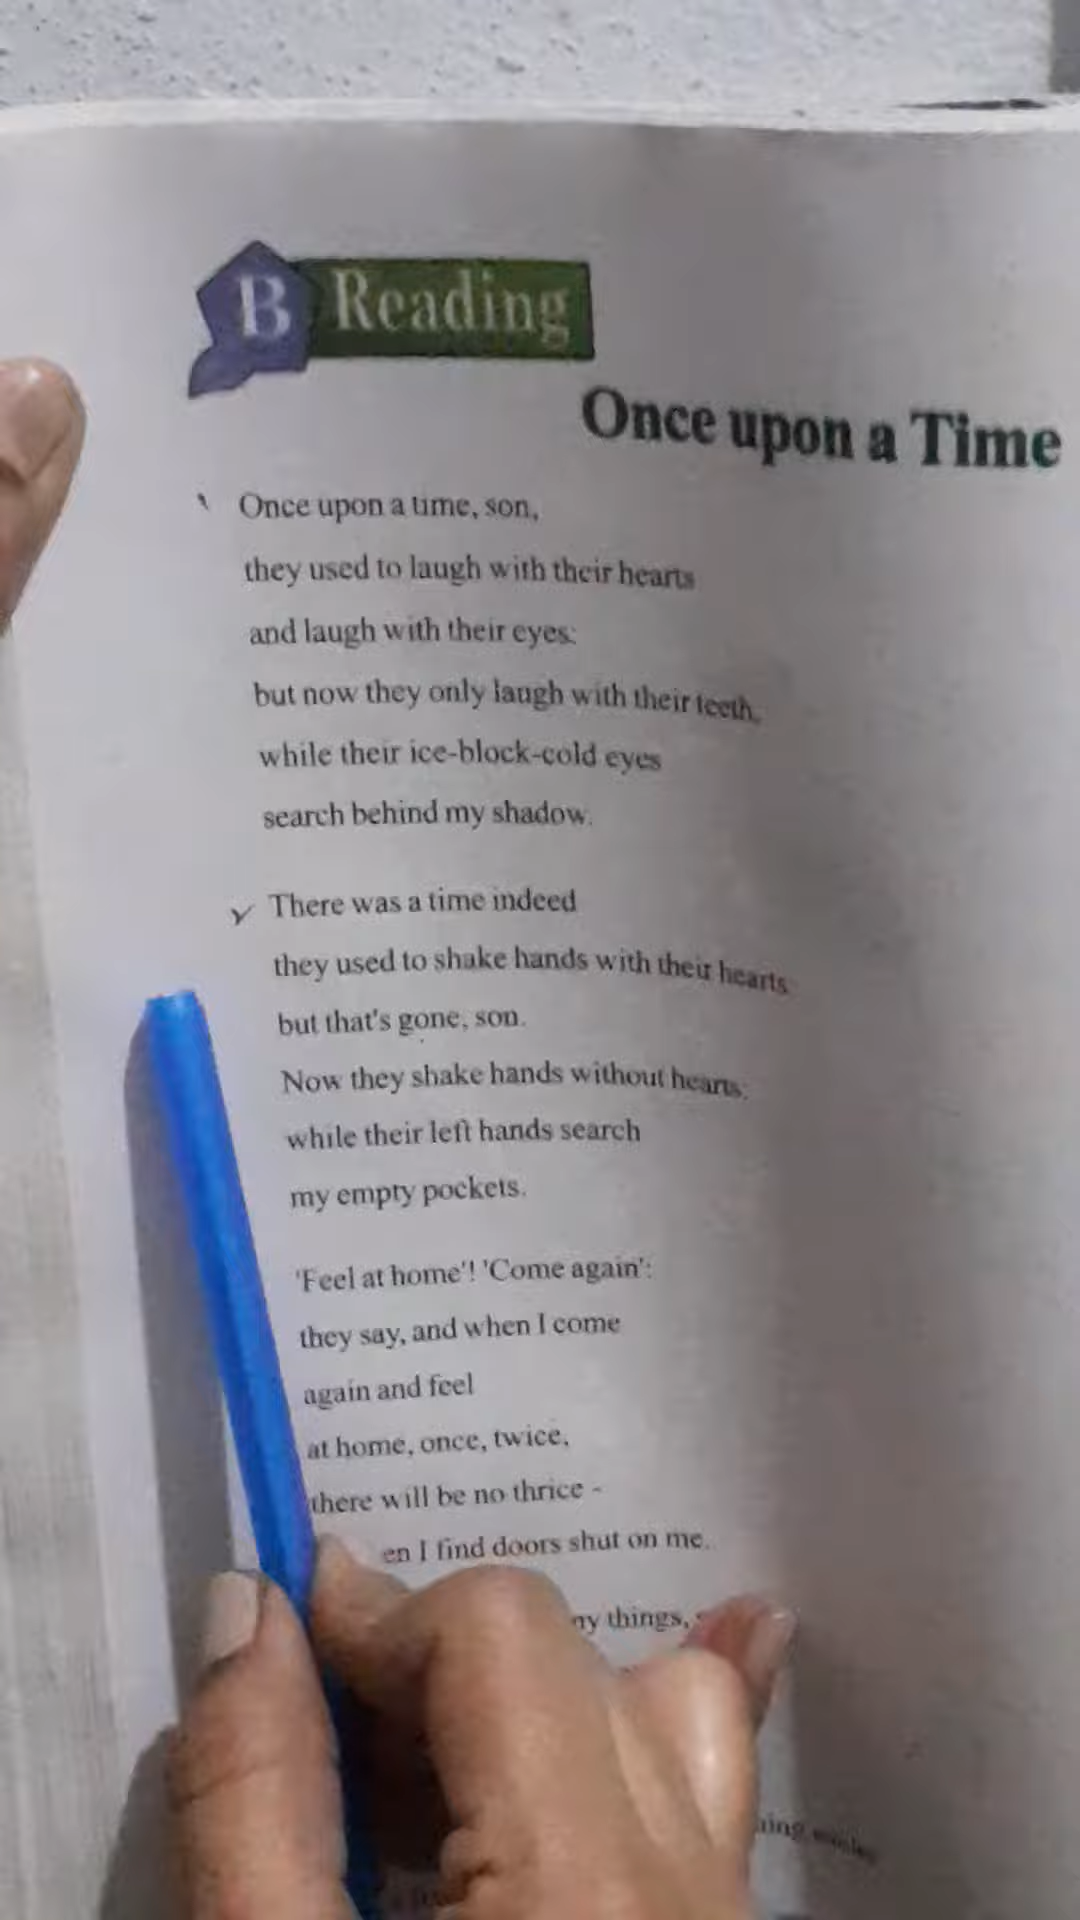 B Reading
Once upon a Time
Once upon a time, son,
they used to laugh with their hearts
and laugh with their eyes:
but now they only laugh with their teeth,
while their ice-block-cold eyes
search behind my shadow.
There was a time indeed
they used to shake hands with their hearts:
but that's gone, son.
Now they shake hands without hearts:
while their left hands search
my empty pockets.
'Feel at home'! 'Come again':
they say, and when I come
again and feel
at home, once, twice,
there will be no thrice -
I find doors shut on me.
things,